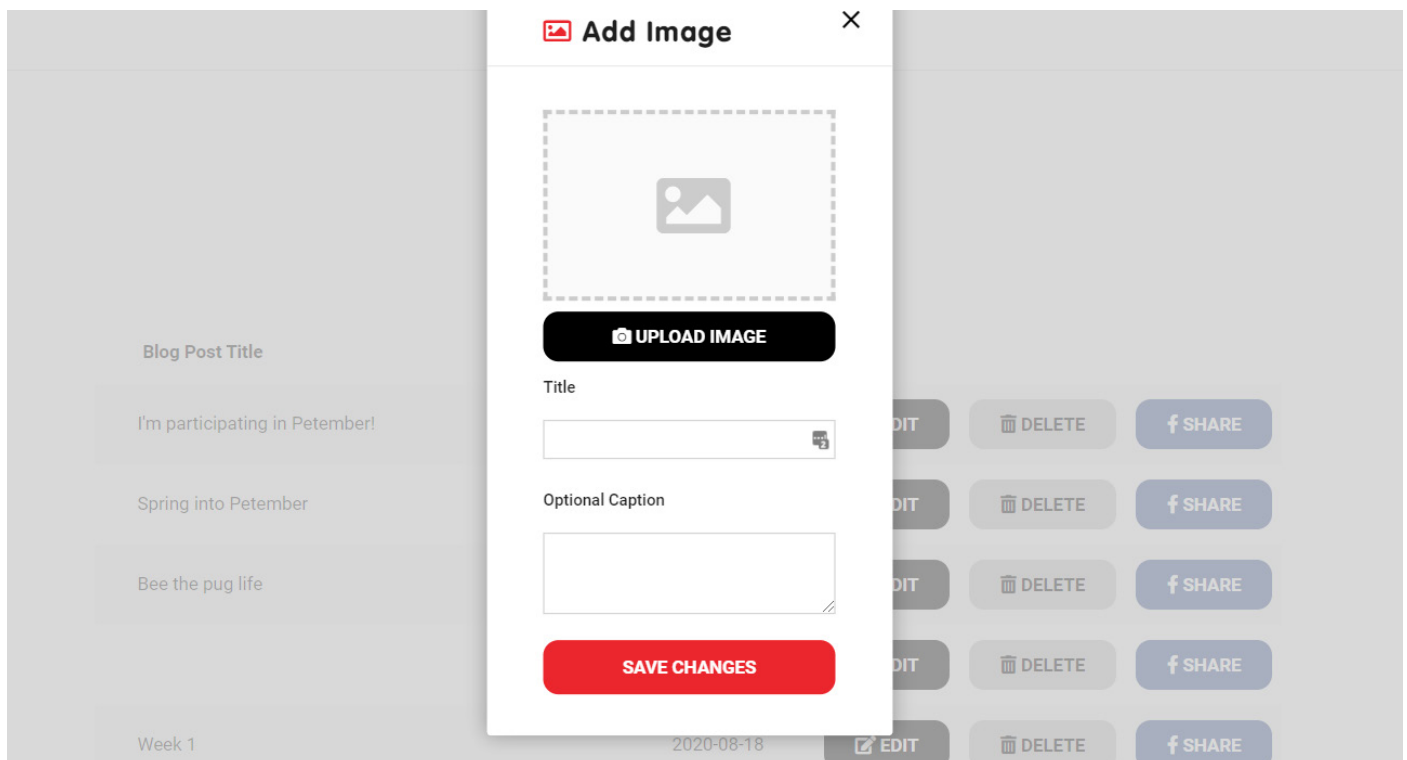 Add Image
UPLOAD IMAGE
Blog Post Title
Title
I'm participating in Petember!
DIT DELETE SHARE
2
Optional Caption
Spring into Petember
DIT DELETE SHARE
Bee the pug life
DIT DELETE SHARE
SAVE CHANGES
DIT DELETE SHARE
Week 1 2020-08-18 EDIT DELETE SHARE